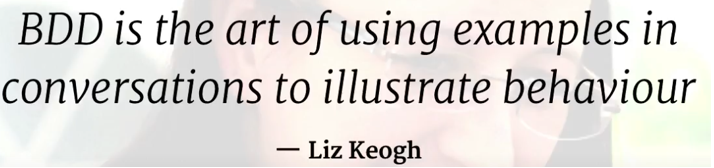 BDD is the art of using examples in
conversations to illustrate behaviour
— Liz Keogh